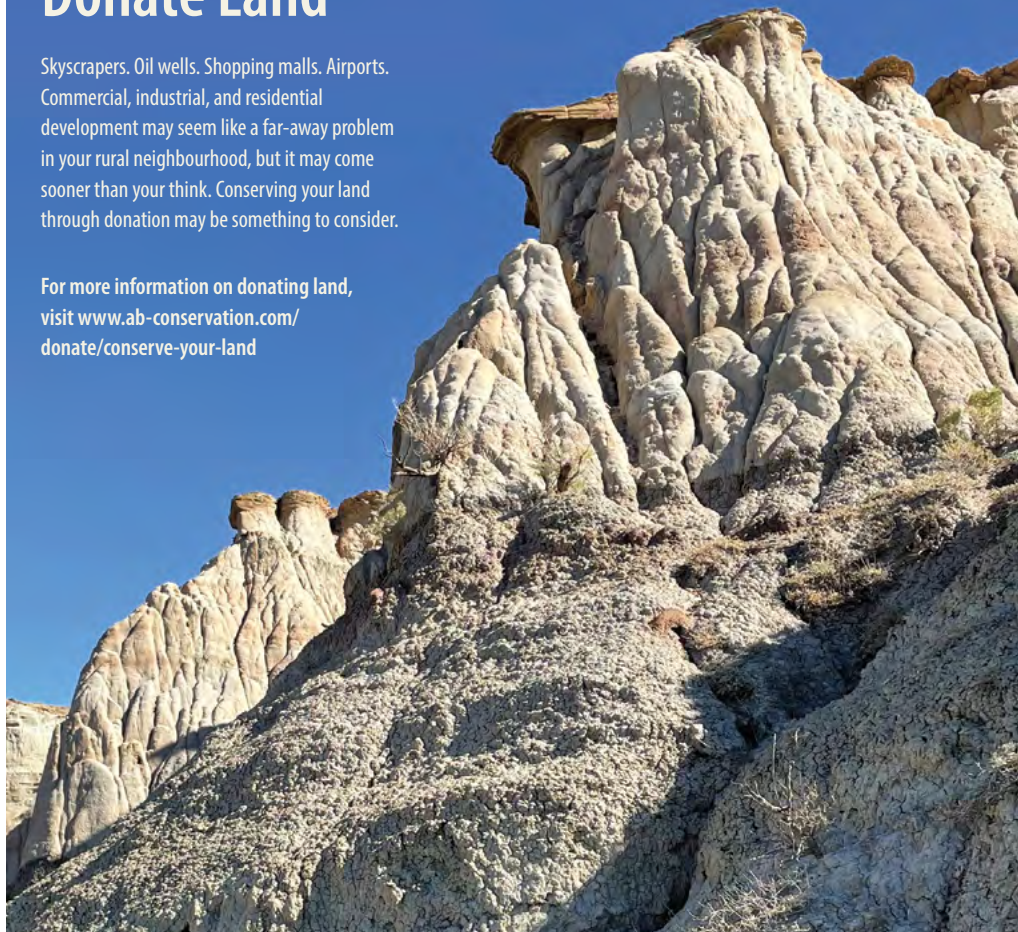 Donate Land
Skyscrapers. Oil wells. Shopping malls. Airports.
Commercial, industrial, and residential
development may seem like a far-away problem
in your rural neighbourhood, but it may come
sooner than your think. Conserving your land
through donation may be something to consider.
For more information on donating land,
visit www.ab-conservation.com/
donate/conserve-your-land